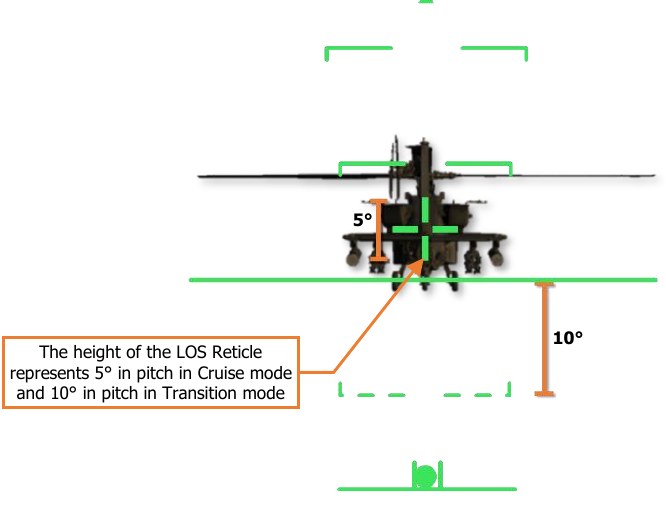 5°
10°
The height of the LOS Reticle
represents 5° in pitch in Cruise mode
and 10° in pitch in Transition mode